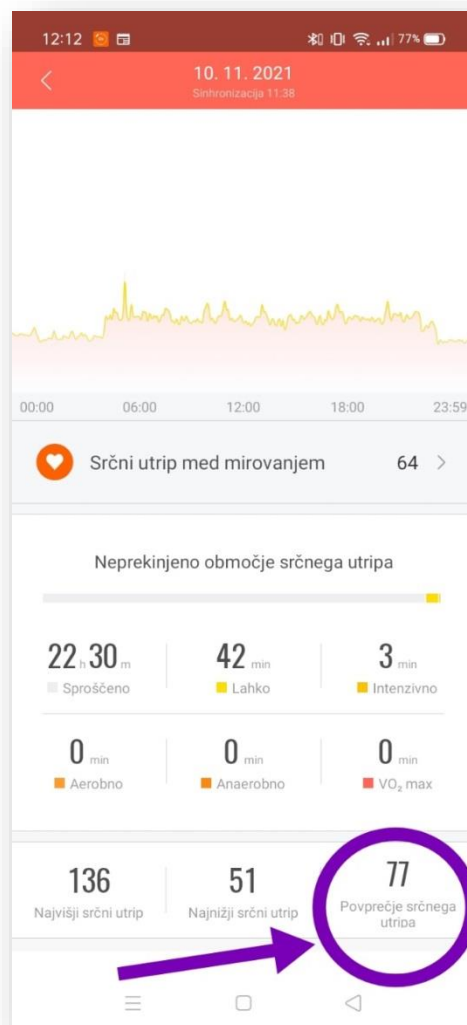 12:12 77%
10. 11. 2021
Sinhronizacija 11.38
00:00 06:00 12:00 18:00 23:59
Srčni utrip med mirovanjem 64
Neprekinjeno območje srčnega utripa
22 h 30 m 42 min 3 min
Sproščeno Lahko Intenzivno
0 min 0 min 0 min
Aerobno Anaerobno VO₂ max
136 51 77
Najvišji srčni utrip Najnižji srčni utrip Povprečje srčnega
utripa